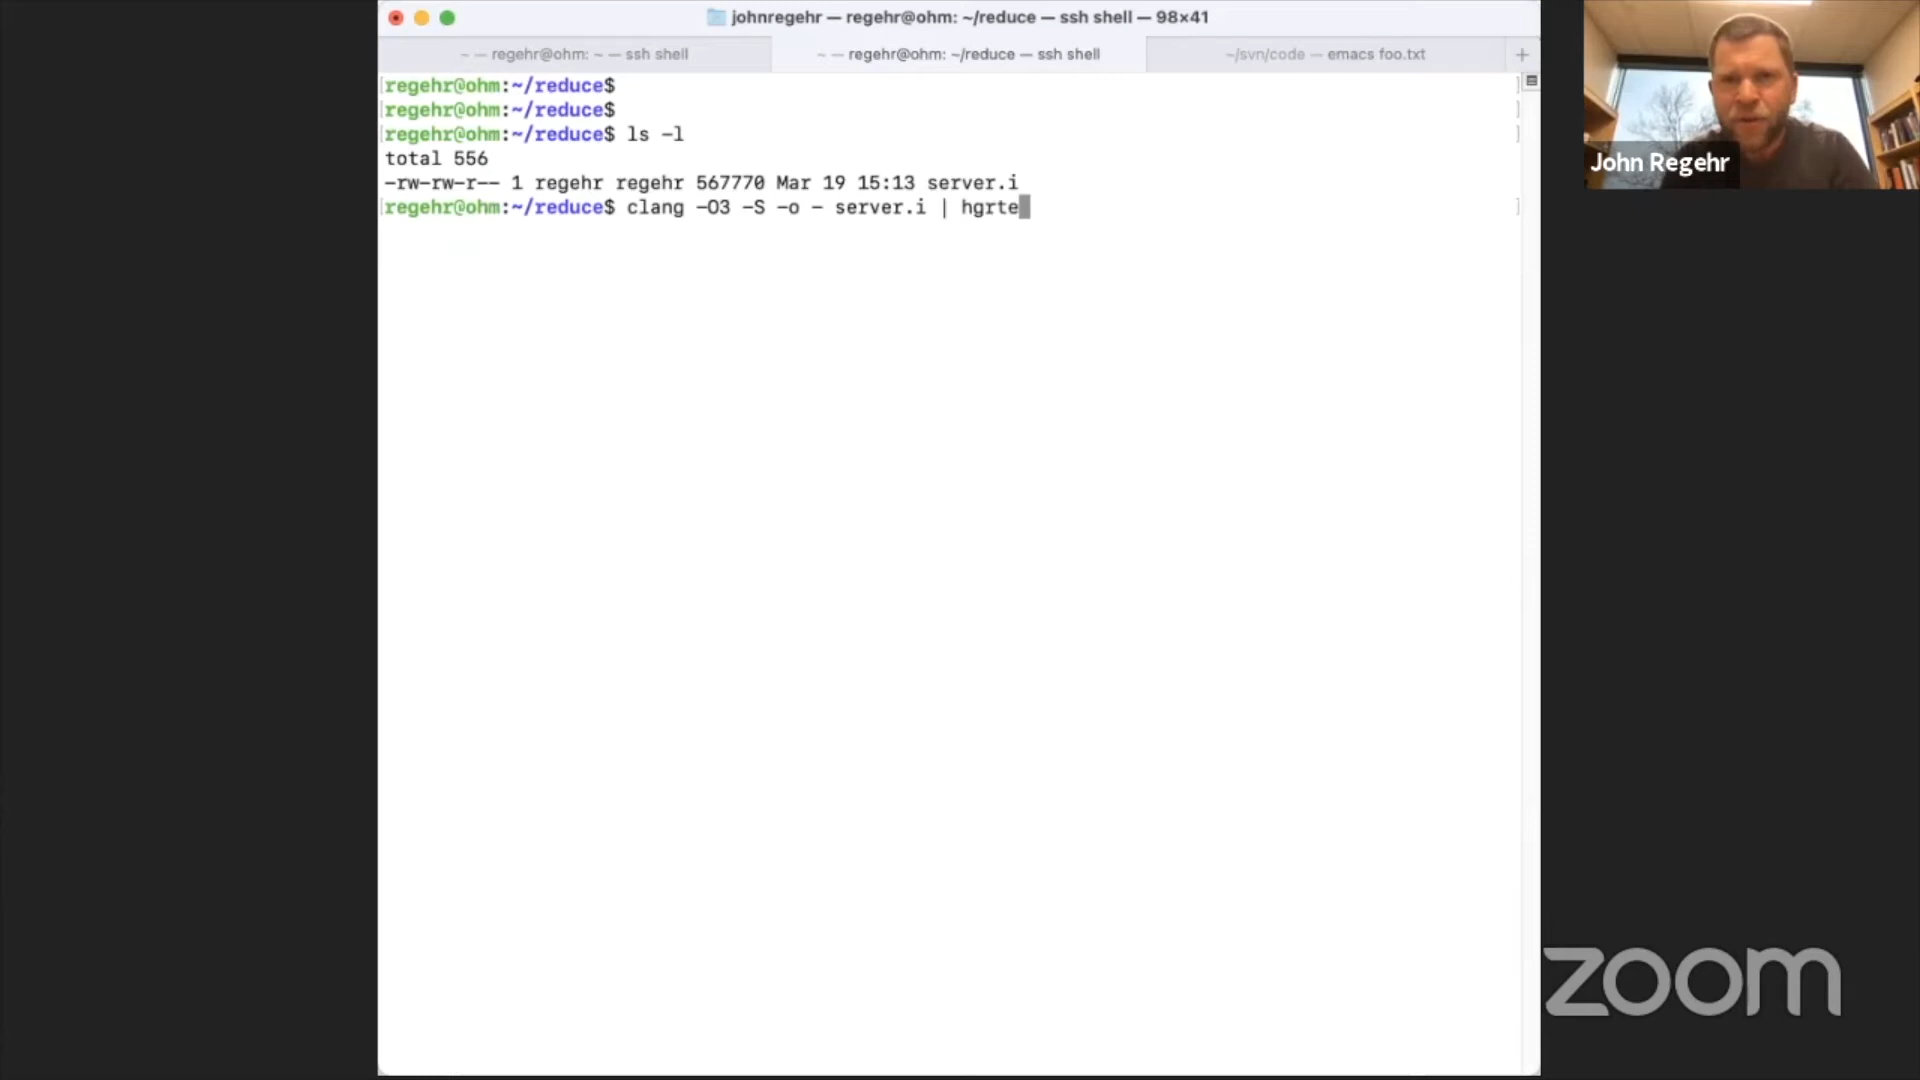 johnregehr — regehr@ohm: ~/reduce — ssh shell — 98×41
~ — regehr@ohm: ~ — ssh shell
~ — regehr@ohm: ~/reduce — ssh shell
~/svn/code — emacs foo.txt
regehr@ohm:~/reduce$
regehr@ohm:~/reduce$
regehr@ohm:~/reduce$ ls -l
total 556
-rw-rw-r-- 1 regehr regehr 567770 Mar 19 15:13 server.i
regehr@ohm:~/reduce$ clang -O3 -S -o - server.i | hgrte
John Regehr
zoom